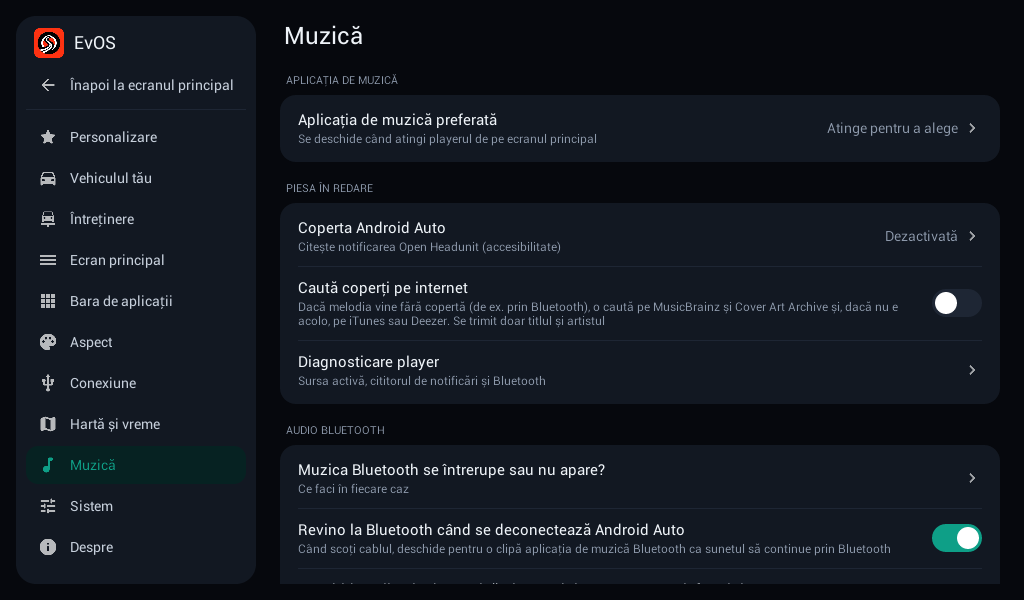 EvOS
Înapoi la ecranul principal
Personalizare
Vehiculul tău
Întreținere
Ecran principal
Bara de aplicații
Aspect
Conexiune
Hartă și vreme
Muzică
Sistem
Despre
Muzică
APLICAȚIA DE MUZICĂ
Aplicația de muzică preferată
Se deschide când atingi playerul de pe ecranul principal
Atinge pentru a alege
PIESA ÎN REDARE
Coperta Android Auto
Citește notificarea Open Headunit (accesibilitate)
Dezactivată
Caută coperți pe internet
Dacă melodia vine fără copertă (de ex. prin Bluetooth), o caută pe MusicBrainz și Cover Art Archive și, dacă nu e
acolo, pe iTunes sau Deezer. Se trimit doar titlul și artistul
Diagnosticare player
Sursa activă, cititorul de notificări și Bluetooth
AUDIO BLUETOOTH
Muzica Bluetooth se întrerupe sau nu apare?
Ce faci în fiecare caz
Revino la Bluetooth când se deconectează Android Auto
Când scoți cablul, deschide pentru o clipă aplicația de muzică Bluetooth ca sunetul să continue prin Bluetooth